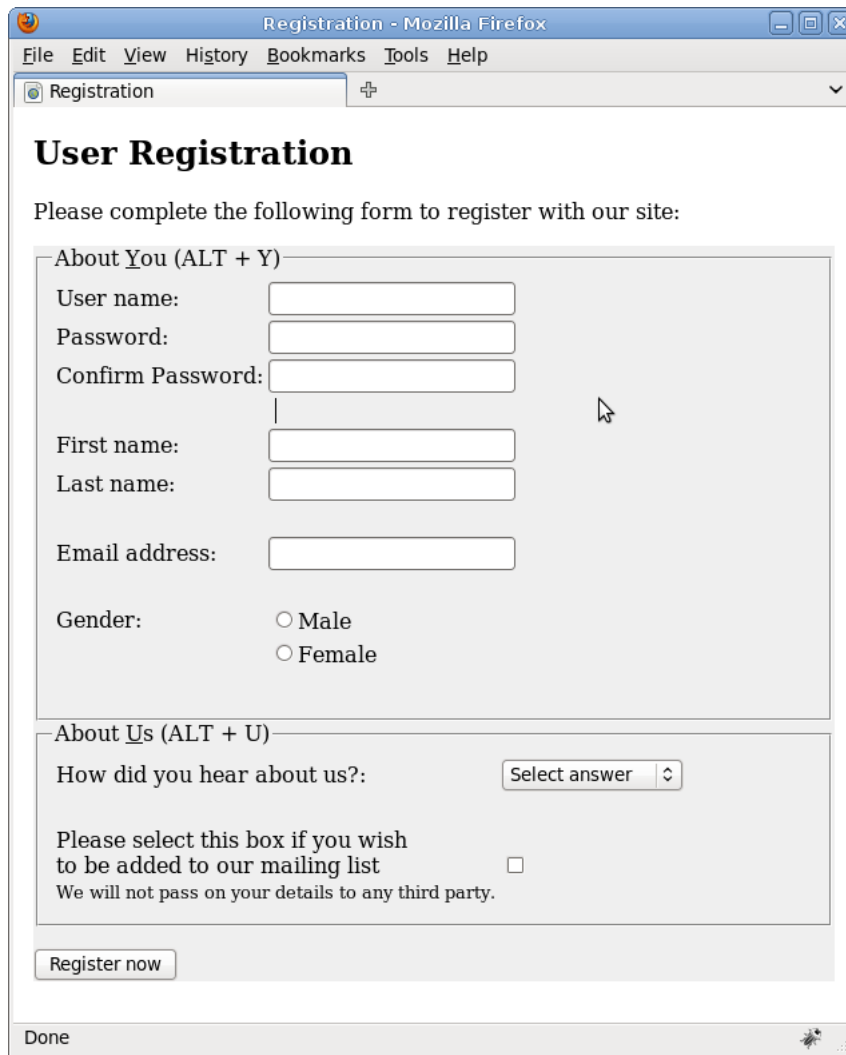 Registration - Mozilla Firefox
File Edit View History Bookmarks Tools Help
Registration
User Registration
Please complete the following form to register with our site:
About You (ALT + Y)
User name:
Password:
Confirm Password:
First name:
Last name:
Email address:
Gender:
Male
Female
About Us (ALT + U)
How did you hear about us?: Select answer
Please select this box if you wish
to be added to our mailing list
We will not pass on your details to any third party.
Register now
Done